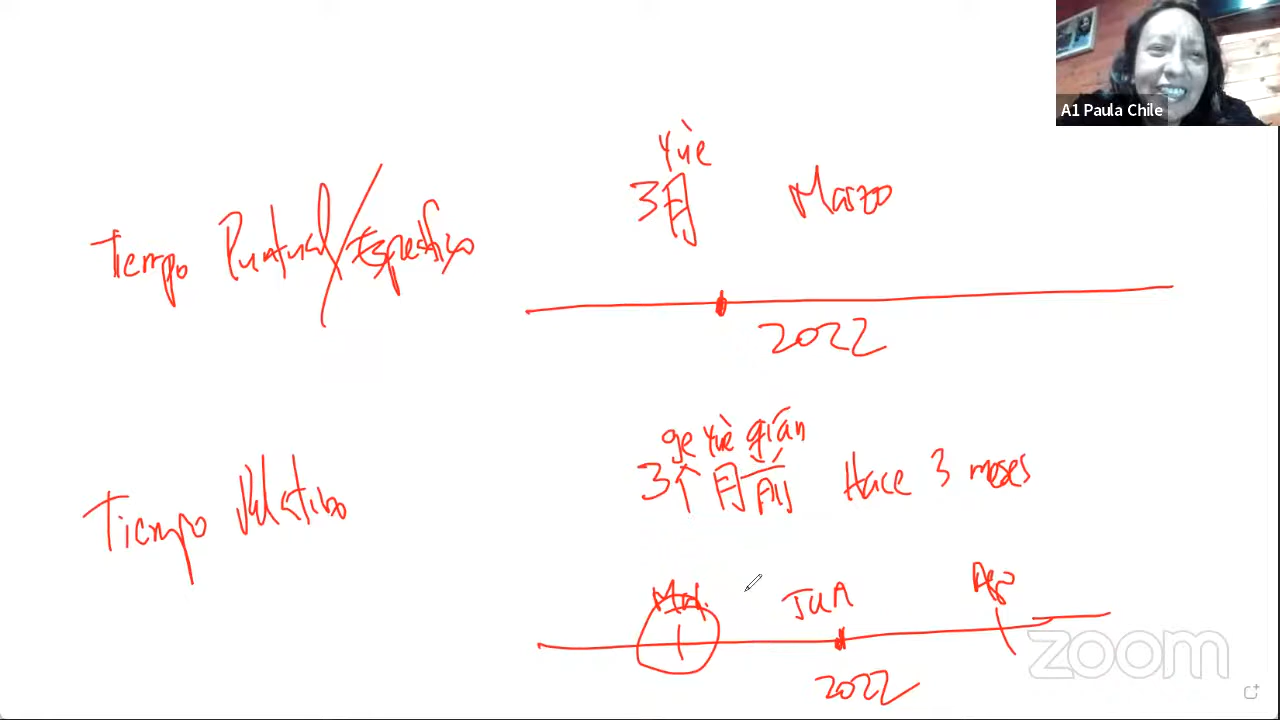 A1 Paula Chile
yuè
3月 Marzo
Tiempo Puntual/Específico
2022
ge yuè qián
3个月前 Hace 3 meses
Tiempo Relativo
JUN Ago
2022
zoom